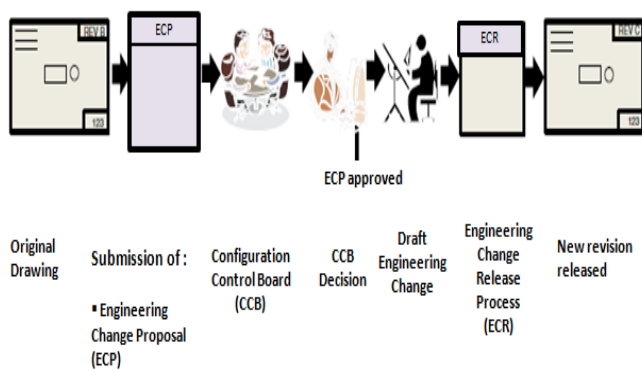 REV B
ECP
ECR
REV C
123
123
ECP approved
Original
Drawing
Submission of :
▪ Engineering
Change Proposal
(ECP)
Configuration
Control Board
(CCB)
CCB
Decision
Draft
Engineering
Change
Engineering
Change
Release
Process
(ECR)
New revision
released